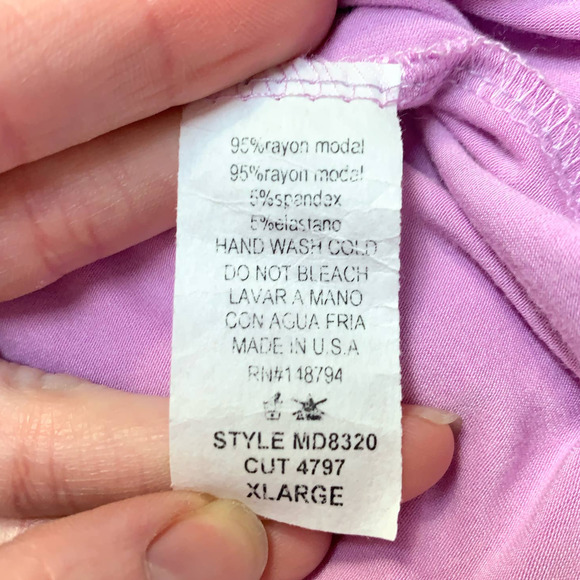 95%rayon modal
95%rayon modal
5%spandex
5%elastano
HAND WASH COLD
DO NOT BLEACH
LAVAR A MANO
CON AGUA FRIA
MADE IN U.S.A
RN#148794
STYLE MD8320
CUT 4797
XLARGE